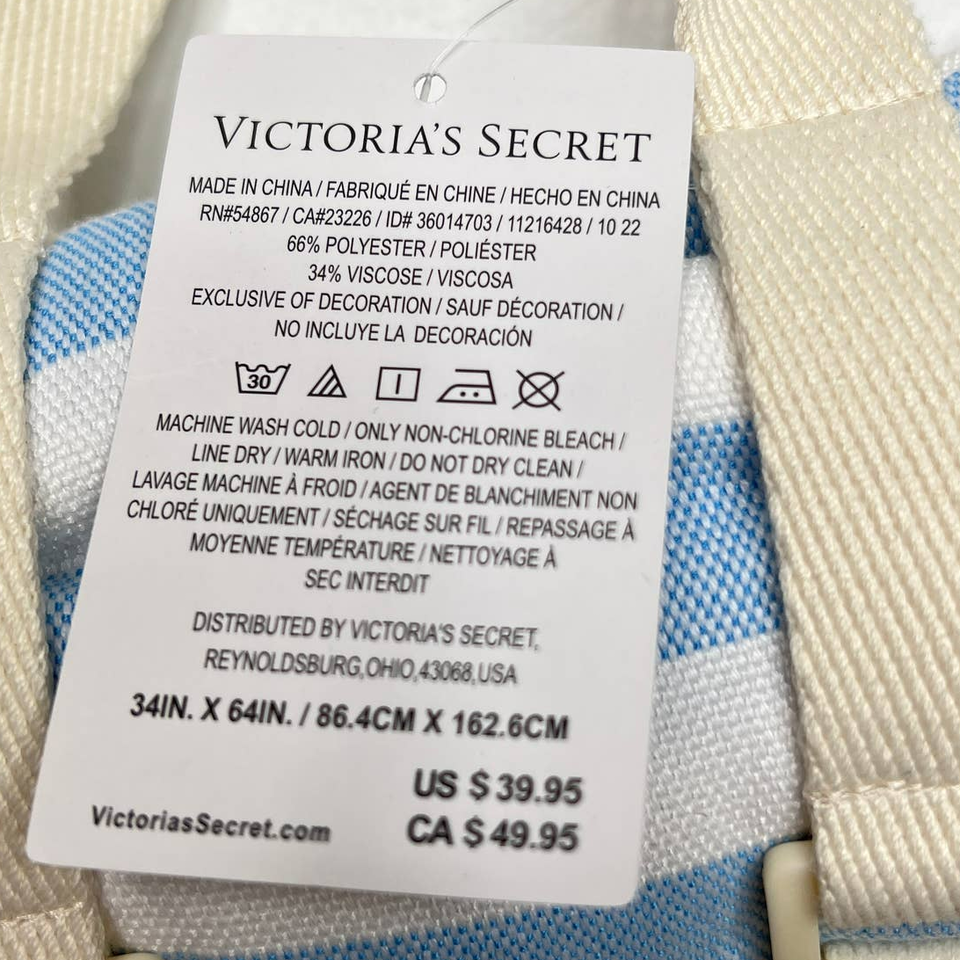 VICTORIA'S SECRET
MADE IN CHINA / FABRIQUÉ EN CHINE / HECHO EN CHINA
RN#54867 / CA#23226 / ID# 36014703 / 11216428 / 10 22
66% POLYESTER / POLIÉSTER
34% VISCOSE / VISCOSA
EXCLUSIVE OF DECORATION / SAUF DÉCORATION /
NO INCLUYE LA DECORACIÓN
30
MACHINE WASH COLD / ONLY NON-CHLORINE BLEACH /
LINE DRY / WARM IRON / DO NOT DRY CLEAN /
LAVAGE MACHINE À FROID / AGENT DE BLANCHIMENT NON
CHLORÉ UNIQUEMENT / SÉCHAGE SUR FIL / REPASSAGE À
MOYENNE TEMPÉRATURE / NETTOYAGE À
SEC INTERDIT
DISTRIBUTED BY VICTORIA'S SECRET,
REYNOLDSBURG,OHIO,43068,USA
34IN. X 64IN. / 86.4CM X 162.6CM
US $ 39.95
VictoriasSecret.com CA $ 49.95